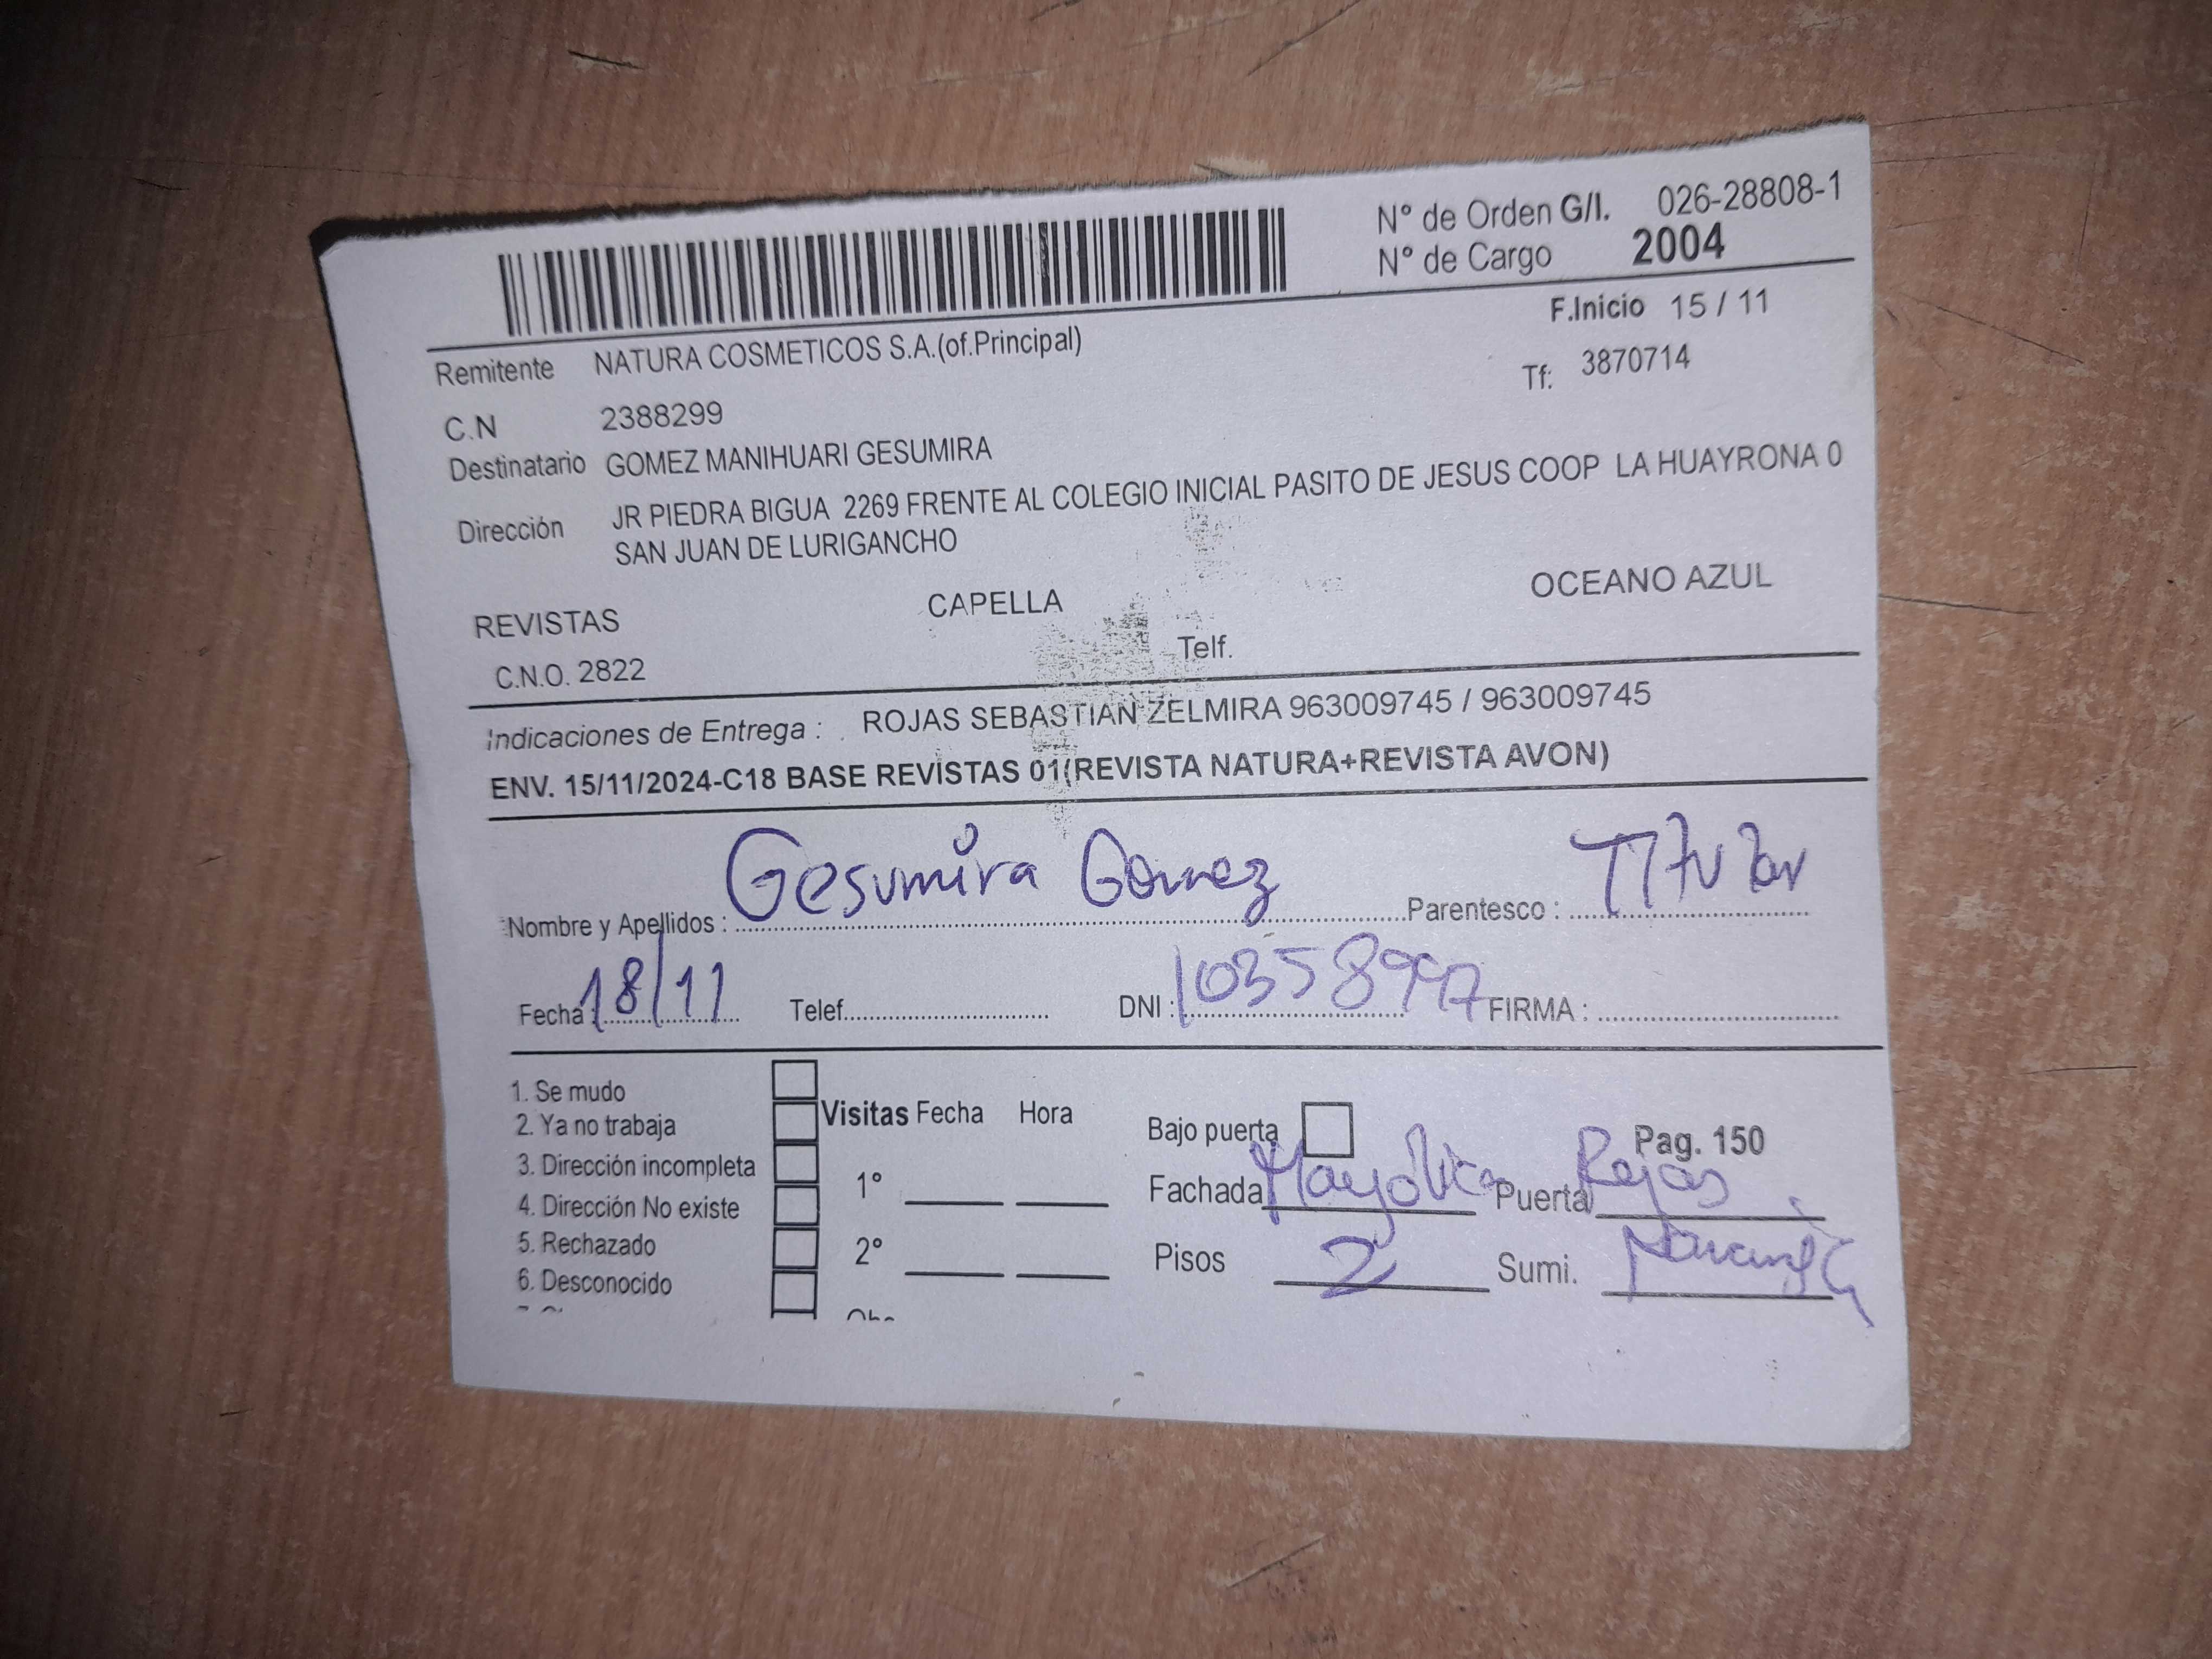 N° de Orden G/I. 026-28808-1
N° de Cargo 2004
F.Inicio 15 / 11
Remitente NATURA COSMETICOS S.A.(of.Principal)
Tf: 3870714
C.N 2388299
Destinatario GOMEZ MANIHUARI GESUMIRA
Dirección JR PIEDRA BIGUA 2269 FRENTE AL COLEGIO INICIAL PASITO DE JESUS COOP LA HUAYRONA 0
SAN JUAN DE LURIGANCHO
REVISTAS CAPELLA OCEANO AZUL
C.N.O. 2822 Telf.
Indicaciones de Entrega : ROJAS SEBASTIAN ZELMIRA 963009745 / 963009745
ENV. 15/11/2024-C18 BASE REVISTAS 01(REVISTA NATURA+REVISTA AVON)
Nombre y Apellidos : Gesumira Gomez Parentesco : TITular
Fecha : 18/11 Telef. DNI : 10358997 FIRMA :
1. Se mudo
2. Ya no trabaja
3. Dirección incompleta
4. Dirección No existe
5. Rechazado
6. Desconocido
Visitas Fecha Hora
1°
2°
Bajo puerta Pag. 150
Fachada Mayólica Puerta Rejas
Pisos 2 Sumi.